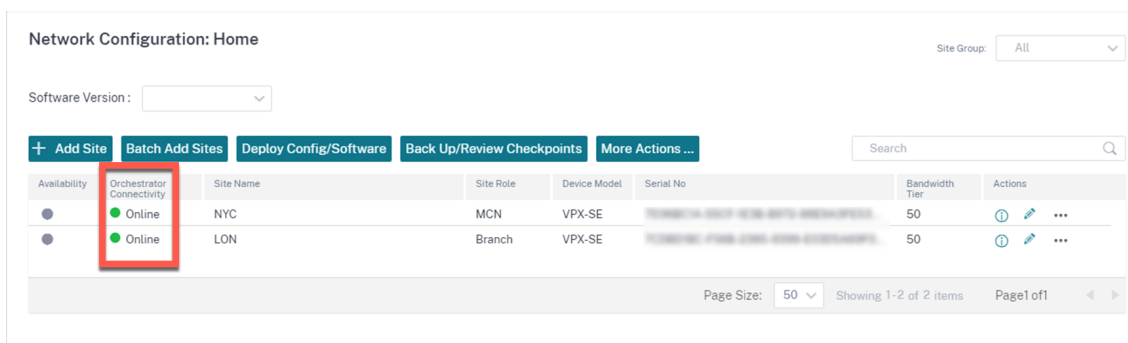 Network Configuration: Home
Site Group: All
Software Version :
+ Add Site Batch Add Sites Deploy Config/Software Back Up/Review Checkpoints More Actions ... Search
Availability Orchestrator Connectivity Site Name Site Role Device Model Serial No Bandwidth Tier Actions
Online NYC MCN VPX-SE 50
Online LON Branch VPX-SE 50
Page Size: 50 Showing 1-2 of 2 items Page1 of1